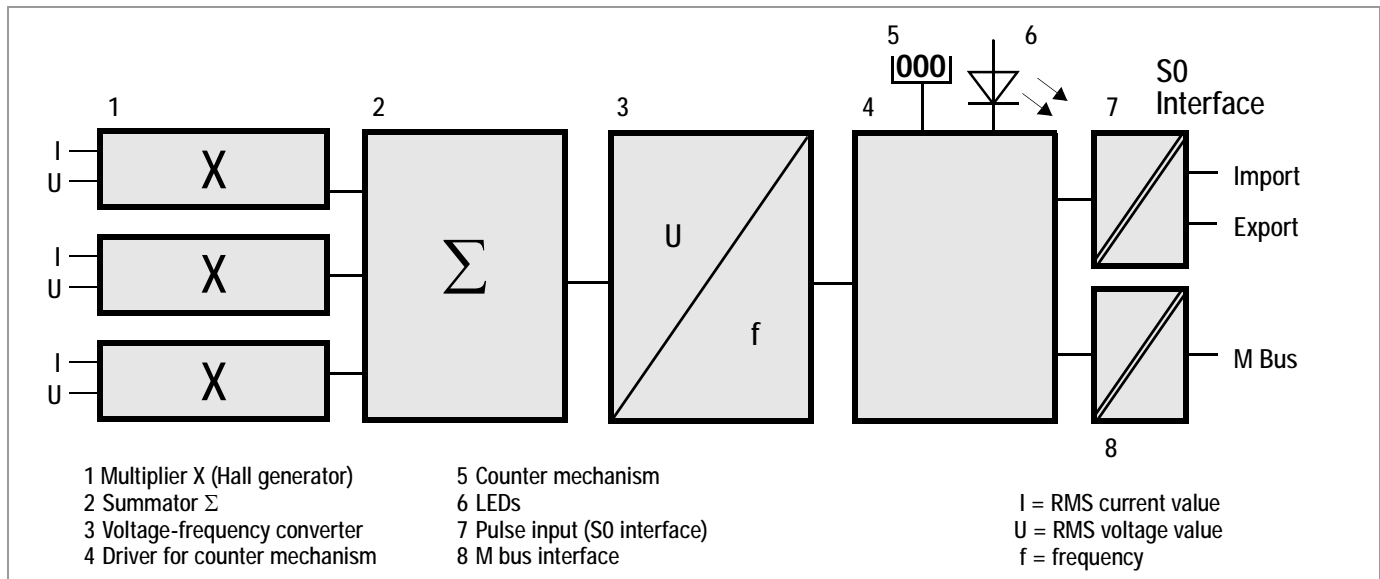 5
6
000
S0
Interface
1
2
3
4
7
I
U
X
Import
Export
I
U
X
Σ
U
f
I
U
X
M Bus
8
1 Multiplier X (Hall generator)
2 Summator Σ
3 Voltage-frequency converter
4 Driver for counter mechanism
5 Counter mechanism
6 LEDs
7 Pulse input (S0 interface)
8 M bus interface
I = RMS current value
U = RMS voltage value
f = frequency